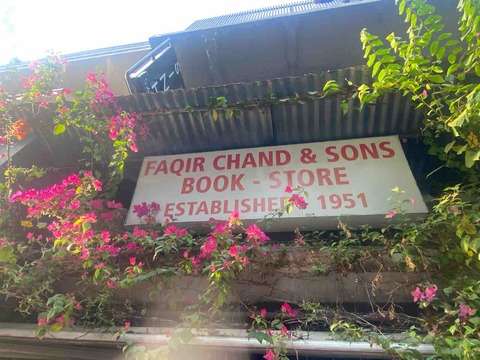 FAQIR CHAND & SONS
BOOK - STORE
ESTABLISHED 1951